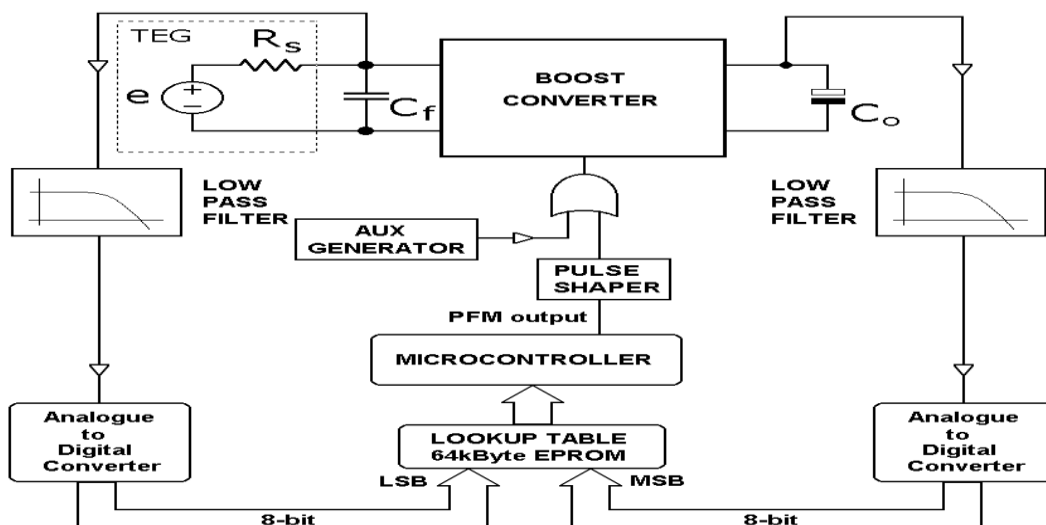 TEG
Rs
e
Cf
BOOST
CONVERTER
Co
LOW
PASS
FILTER
LOW
PASS
FILTER
AUX
GENERATOR
PULSE
SHAPER
PFM output
MICROCONTROLLER
Analogue
to
Digital
Converter
LOOKUP TABLE
64kByte EPROM
Analogue
to
Digital
Converter
LSB
MSB
8-bit
8-bit